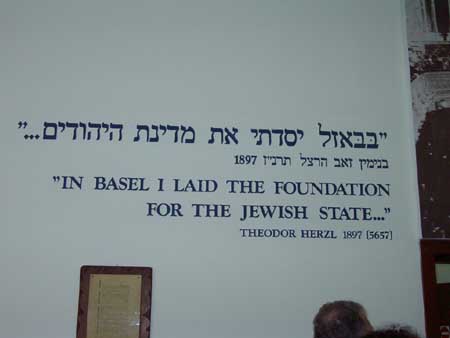 "בבאזל יסדתי את מדינת היהודים..."
בנימין זאב הרצל תרנ"ז 1897
"IN BASEL I LAID THE FOUNDATION
FOR THE JEWISH STATE..."
THEODOR HERZL 1897 (5657)